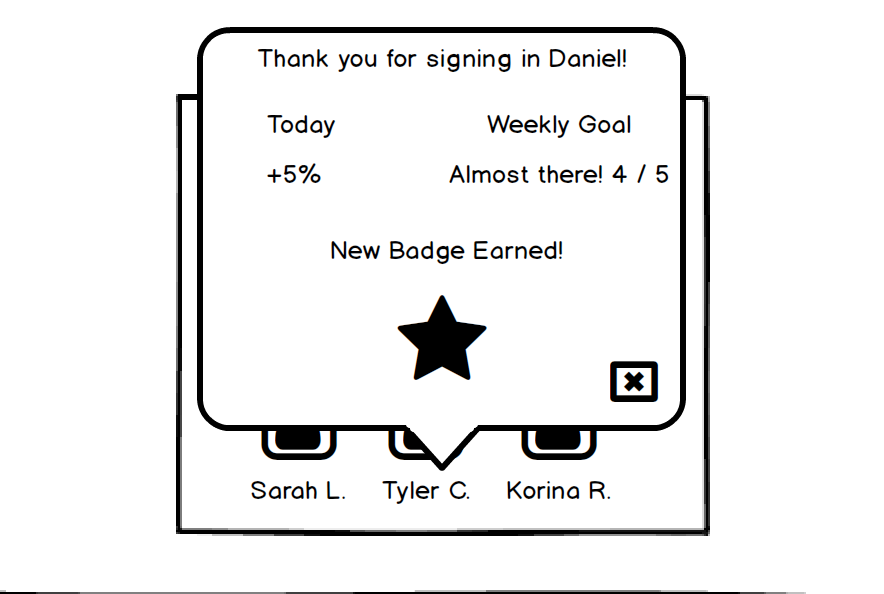 Thank you for signing in Daniel!
Today Weekly Goal
+5% Almost there! 4 / 5
New Badge Earned!
Sarah L. Tyler C. Korina R.